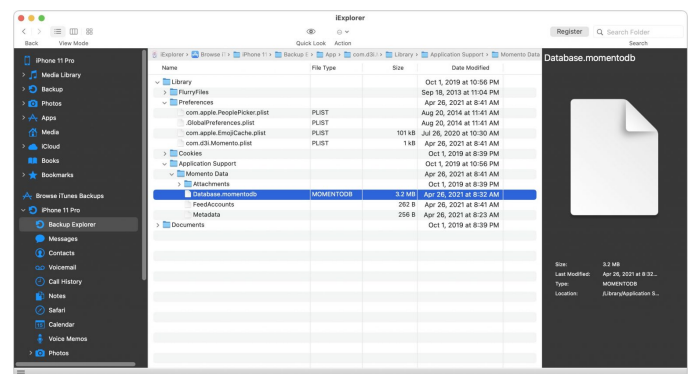 iExplorer
Back View Mode Quick Look Action Register Search Folder
Search
iPhone 11 Pro
Media Library
Backup
Photos
Apps
Media
iCloud
Books
Bookmarks
Browse iTunes Backups
iPhone 11 Pro
Backup Explorer
Messages
Contacts
Voicemail
Call History
Notes
Safari
Calendar
Voice Memos
Photos
iExplorer › Browse iT › iPhone 11 › Backup E › App › com.d3i.M › Library › Application Support › Momento Data
Name File Type Size Date Modified
Library Oct 1, 2019 at 10:56 PM
FlurryFiles Sep 18, 2013 at 11:04 PM
Preferences Apr 26, 2021 at 8:41 AM
com.apple.PeoplePicker.plist PLIST Aug 20, 2014 at 11:41 AM
.GlobalPreferences.plist PLIST Aug 20, 2014 at 11:41 AM
com.apple.EmojiCache.plist PLIST 101 kB Jul 26, 2020 at 10:30 AM
com.d3i.Momento.plist PLIST 1 kB Apr 26, 2021 at 8:41 AM
Cookies Oct 1, 2019 at 8:39 PM
Application Support Oct 1, 2019 at 10:56 PM
Momento Data Apr 26, 2021 at 8:41 AM
Attachments Oct 1, 2019 at 8:39 PM
Database.momentodb MOMENTODB 3.2 MB Apr 26, 2021 at 8:32 AM
FeedAccounts 262 B Apr 26, 2021 at 8:41 AM
Metadata 256 B Apr 26, 2021 at 8:23 AM
Documents Oct 1, 2019 at 8:39 PM
Database.momentodb
Size: 3.2 MB
Last Modified: Apr 26, 2021 at 8:32...
Type: MOMENTODB
Location: /Library/Application S...